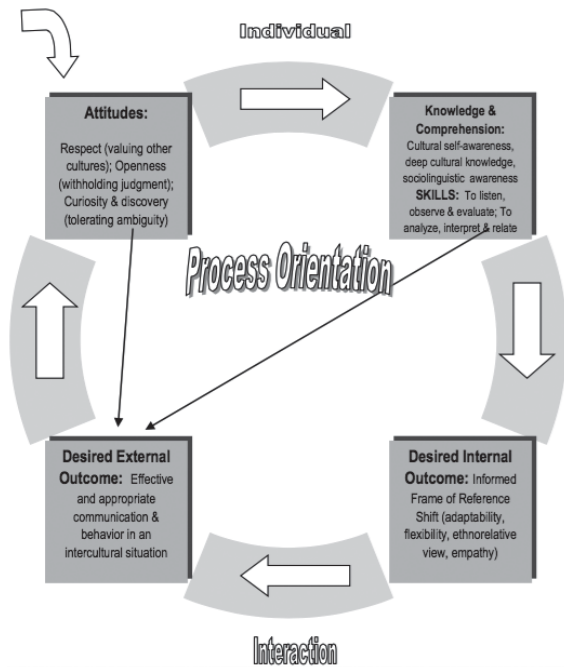 Individual
Attitudes:
Respect (valuing other
cultures); Openness
(withholding judgment);
Curiosity & discovery
(tolerating ambiguity)
Knowledge &
Comprehension:
Cultural self-awareness,
deep cultural knowledge,
sociolinguistic awareness
SKILLS: To listen,
observe & evaluate; To
analyze, interpret & relate
Process Orientation
Desired External
Outcome: Effective
and appropriate
communication &
behavior in an
intercultural situation
Desired Internal
Outcome: Informed
Frame of Reference
Shift (adaptability,
flexibility, ethnorelative
view, empathy)
Interaction